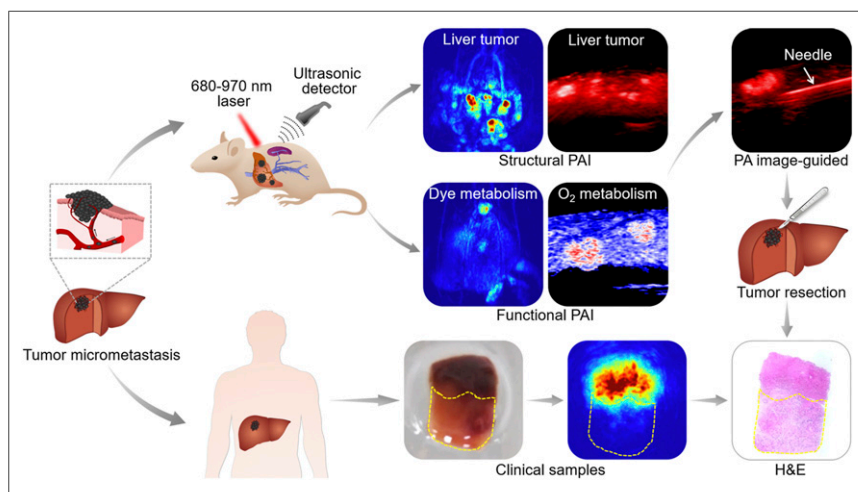 680-970 nm
laser
Ultrasonic
detector
Liver tumor
Liver tumor
Structural PAI
Needle
PA image-guided
Dye metabolism
O₂ metabolism
Functional PAI
Tumor resection
Tumor micrometastasis
Clinical samples
H&E